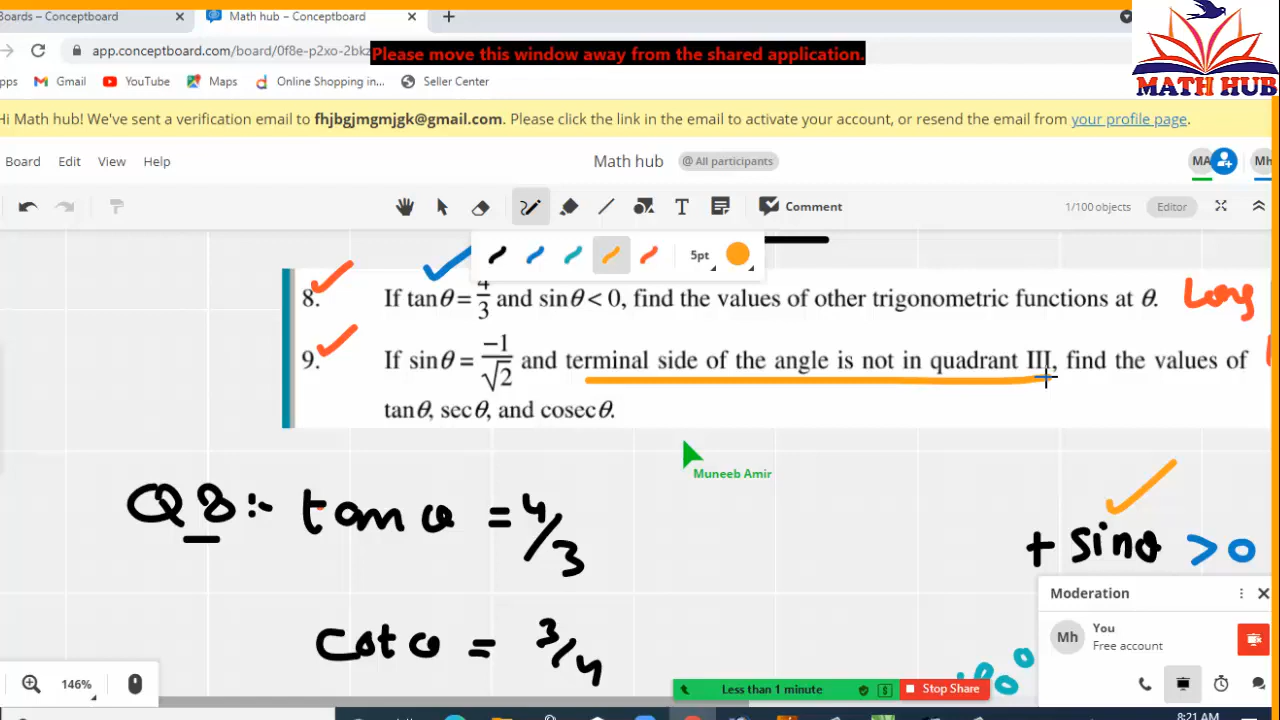 Boards – Conceptboard
Math hub – Conceptboard
app.conceptboard.com/board/0f8e-p2xo-2bkz
Please move this window away from the shared application.
MATH HUB
Gmail YouTube Maps Online Shopping in... Seller Center
Hi Math hub! We've sent a verification email to fhjbgjmgmjgk@gmail.com. Please click the link in the email to activate your account, or resend the email from your profile page.
Board Edit View Help Math hub @ All participants MA Mh
Comment 1/100 objects Editor
5pt
8. If tanθ = 4/3 and sinθ < 0, find the values of other trigonometric functions at θ. Long
9. If sinθ = -1/√2 and terminal side of the angle is not in quadrant III, find the values of
tanθ, secθ, and cosecθ.
Muneeb Amir
Q8:- tanθ = 4/3
+ sinθ > 0
cotθ = 3/4
Moderation
Mh You
Free account
146%
Less than 1 minute Stop Share
8:21 AM